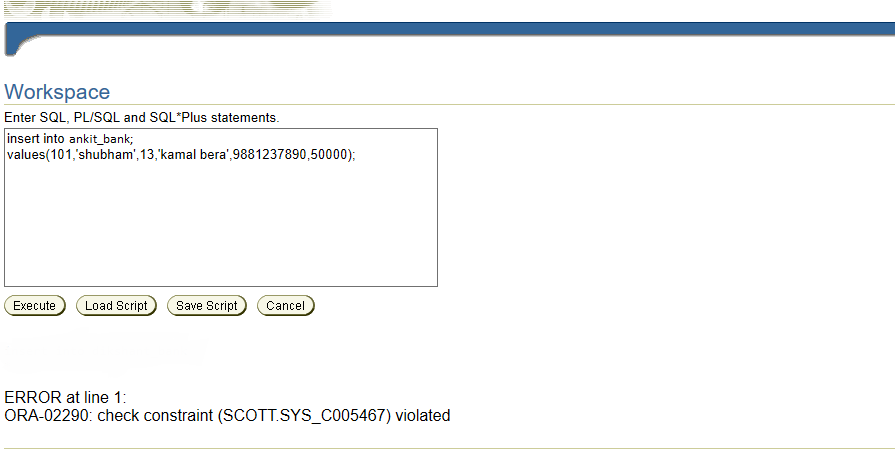 Workspace
Enter SQL, PL/SQL and SQL*Plus statements.
insert into ankit_bank;
values(101,'shubham',13,'kamal bera',9881237890,50000);
Execute Load Script Save Script Cancel
ERROR at line 1:
ORA-02290: check constraint (SCOTT.SYS_C005467) violated